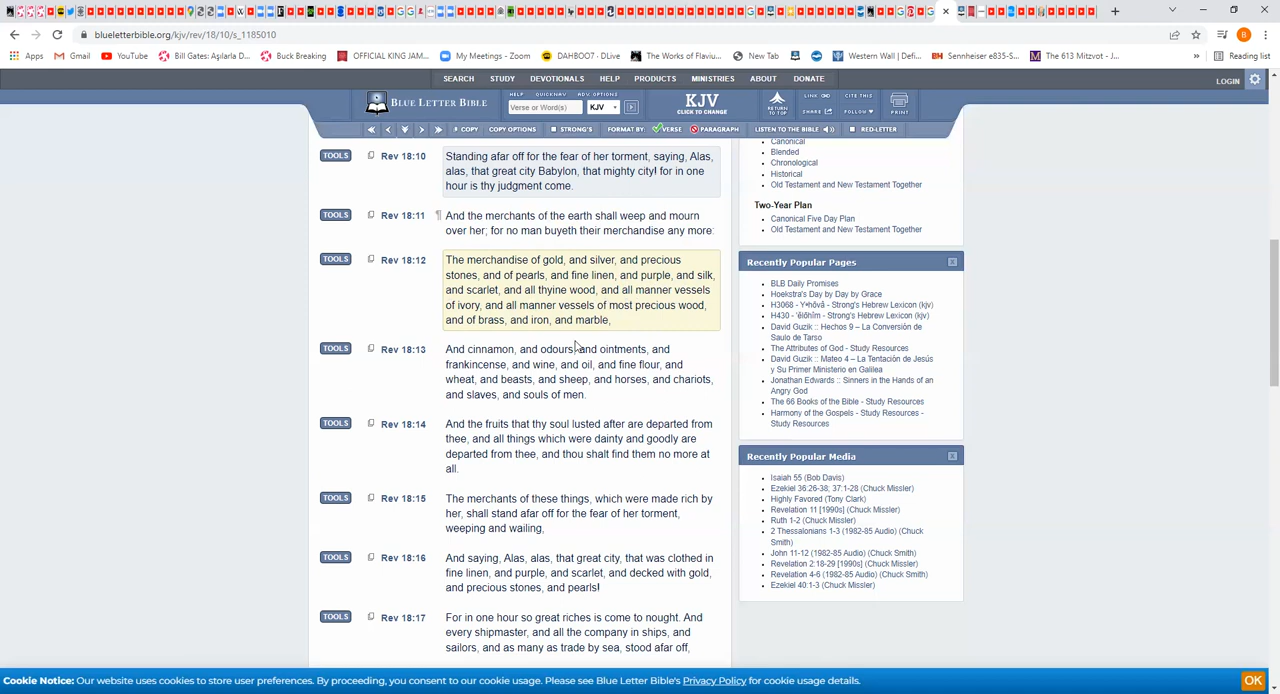 blueletterbible.org/kjv/rev/18/10/s_1185010
B
Apps
Gmail
YouTube
Bill Gates: Aşlarla D...
Buck Breaking
OFFICIAL KING JAM...
My Meetings - Zoom
DAHBOO7 - DLive
The Works of Flaviu...
New Tab
Western Wall | Defi...
BH Sennheiser e835-S...
The 613 Mitzvot - J...
»
Reading list
SEARCH STUDY DEVOTIONALS HELP PRODUCTS MINISTRIES ABOUT DONATE
LOGIN
BLUE LETTER BIBLE
HELP QUICKNAV ADV. OPTIONS
Verse or Word(s) KJV
KJV
CLICK TO CHANGE
RETURN TO TOP
LINK CITE THIS
SHARE FOLLOW
PRINT
COPY COPY OPTIONS STRONG'S FORMAT BY VERSE PARAGRAPH LISTEN TO THE BIBLE RED-LETTER
TOOLS Rev 18:10 Standing afar off for the fear of her torment, saying, Alas,
alas, that great city Babylon, that mighty city! for in one
hour is thy judgment come.
TOOLS Rev 18:11 ¶ And the merchants of the earth shall weep and mourn
over her; for no man buyeth their merchandise any more:
TOOLS Rev 18:12 The merchandise of gold, and silver, and precious
stones, and of pearls, and fine linen, and purple, and silk,
and scarlet, and all thyine wood, and all manner vessels
of ivory, and all manner vessels of most precious wood,
and of brass, and iron, and marble,
TOOLS Rev 18:13 And cinnamon, and odours, and ointments, and
frankincense, and wine, and oil, and fine flour, and
wheat, and beasts, and sheep, and horses, and chariots,
and slaves, and souls of men.
TOOLS Rev 18:14 And the fruits that thy soul lusted after are departed from
thee, and all things which were dainty and goodly are
departed from thee, and thou shalt find them no more at
all.
TOOLS Rev 18:15 The merchants of these things, which were made rich by
her, shall stand afar off for the fear of her torment,
weeping and wailing,
TOOLS Rev 18:16 And saying, Alas, alas, that great city, that was clothed in
fine linen, and purple, and scarlet, and decked with gold,
and precious stones, and pearls!
TOOLS Rev 18:17 For in one hour so great riches is come to nought. And
every shipmaster, and all the company in ships, and
sailors, and as many as trade by sea, stood afar off,
Canonical
Blended
Chronological
Historical
Old Testament and New Testament Together
Two-Year Plan
Canonical Five Day Plan
Old Testament and New Testament Together
Recently Popular Pages
BLB Daily Promises
Hoekstra's Day by Day by Grace
H3068 - Yᵊhōvâ - Strong's Hebrew Lexicon (kjv)
H430 - 'ĕlōhîm - Strong's Hebrew Lexicon (kjv)
David Guzik :: Hechos 9 – La Conversión de
Saulo de Tarso
The Attributes of God - Study Resources
David Guzik :: Mateo 4 – La Tentación de Jesús
y Su Primer Ministerio en Galilea
Jonathan Edwards :: Sinners in the Hands of an
Angry God
The 66 Books of the Bible - Study Resources
Harmony of the Gospels - Study Resources -
Study Resources
Recently Popular Media
Isaiah 55 (Bob Davis)
Ezekiel 36:26-38; 37:1-28 (Chuck Missler)
Highly Favored (Tony Clark)
Revelation 11 [1990s] (Chuck Missler)
Ruth 1-2 (Chuck Missler)
2 Thessalonians 1-3 (1982-85 Audio) (Chuck
Smith)
John 11-12 (1982-85 Audio) (Chuck Smith)
Revelation 2:18-29 [1990s] (Chuck Missler)
Revelation 4-6 (1982-85 Audio) (Chuck Smith)
Ezekiel 40:1-3 (Chuck Missler)
Cookie Notice: Our website uses cookies to store user preferences. By proceeding, you consent to our cookie usage. Please see Blue Letter Bible's Privacy Policy for cookie usage details.
OK